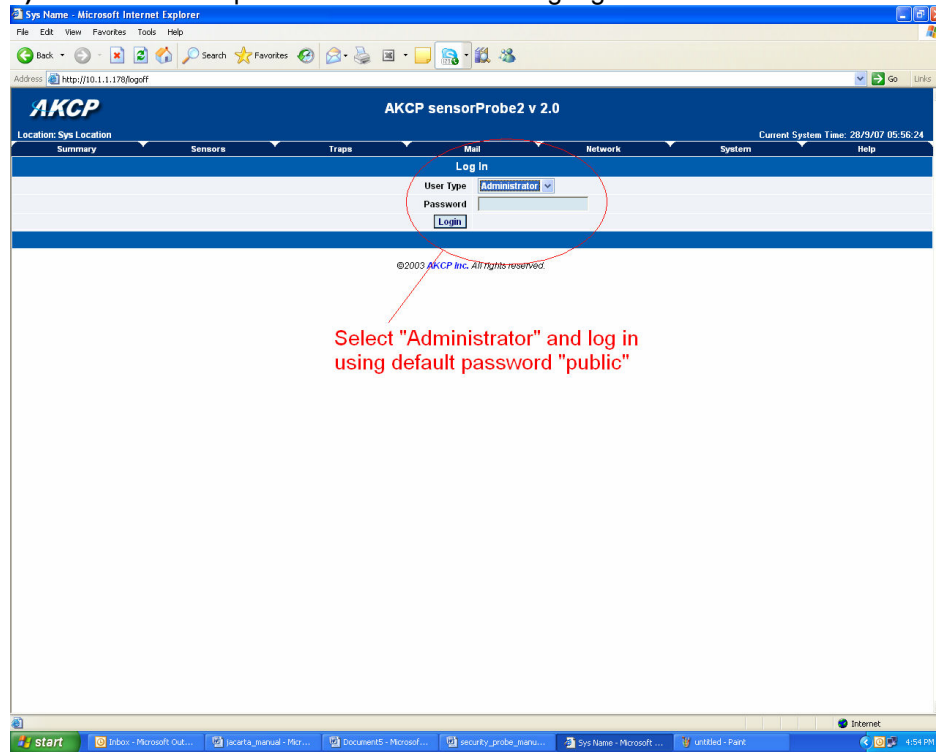 Sys Name - Microsoft Internet Explorer
File Edit View Favorites Tools Help
Back Search Favorites
Address http://10.1.1.178/logoff Go Links
AKCP AKCP sensorProbe2 v 2.0
Location: Sys Location Current System Time: 28/9/07 05:56:24
Summary Sensors Traps Mail Network System Help
Log In
User Type Administrator
Password
Login
©2003 AKCP Inc. All rights reserved.
Select "Administrator" and log in
using default password "public"
Internet
start Inbox - Microsoft Out... jacarta_manual - Micr... Document5 - Microsof... security_probe_manu... Sys Name - Microsoft ... untitled - Paint 4:54 PM